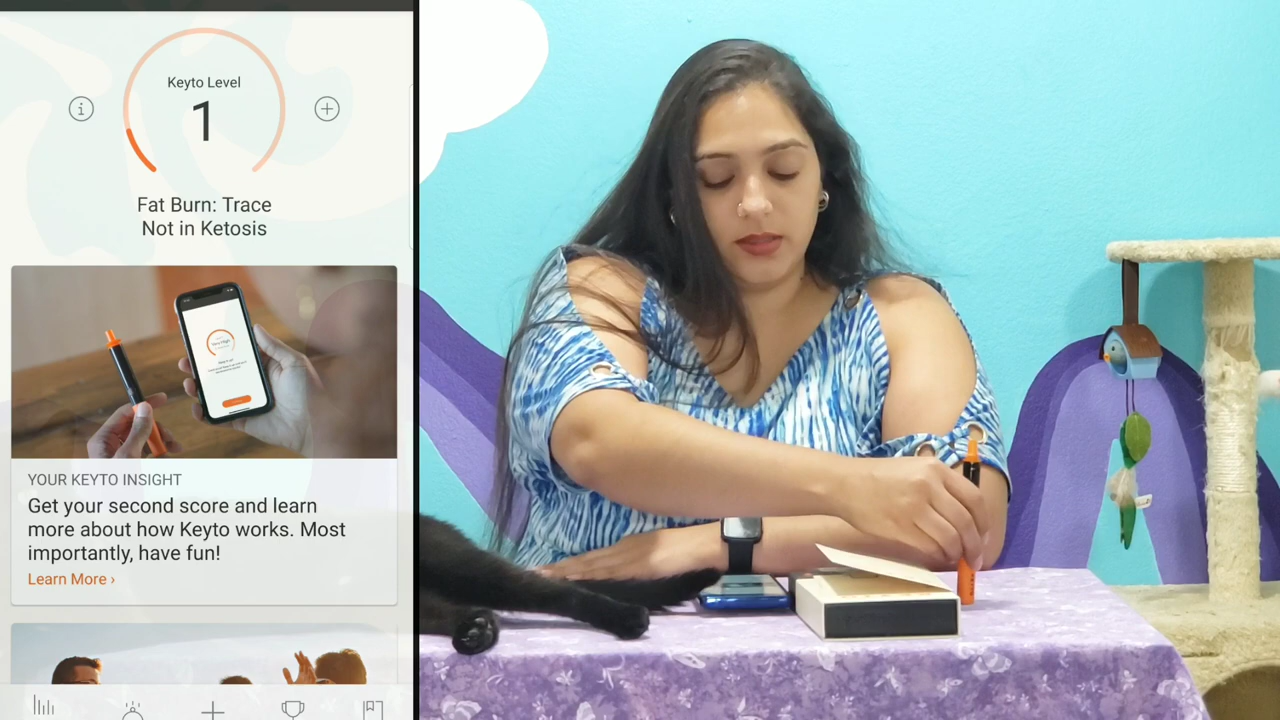 Keyto Level
1
Fat Burn: Trace
Not in Ketosis
YOUR KEYTO INSIGHT
Get your second score and learn
more about how Keyto works. Most
importantly, have fun!
Learn More ›